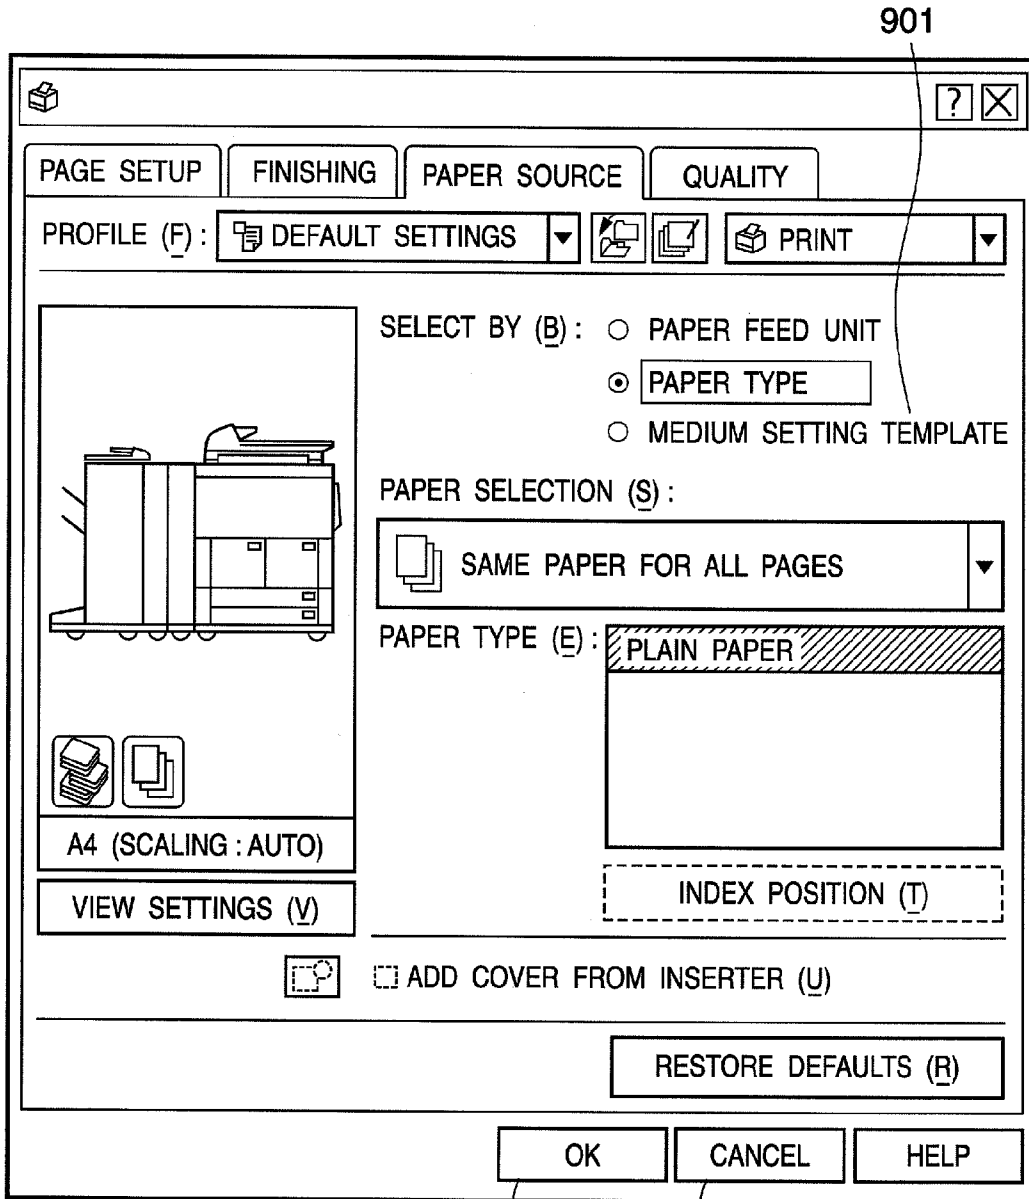 901
?
PAGE SETUP FINISHING PAPER SOURCE QUALITY
PROFILE (F) : DEFAULT SETTINGS PRINT
SELECT BY (B) : PAPER FEED UNIT
PAPER TYPE
MEDIUM SETTING TEMPLATE
PAPER SELECTION (S) :
SAME PAPER FOR ALL PAGES
PAPER TYPE (E) : PLAIN PAPER
A4 (SCALING : AUTO)
INDEX POSITION (T)
VIEW SETTINGS (V)
ADD COVER FROM INSERTER (U)
RESTORE DEFAULTS (R)
OK CANCEL HELP